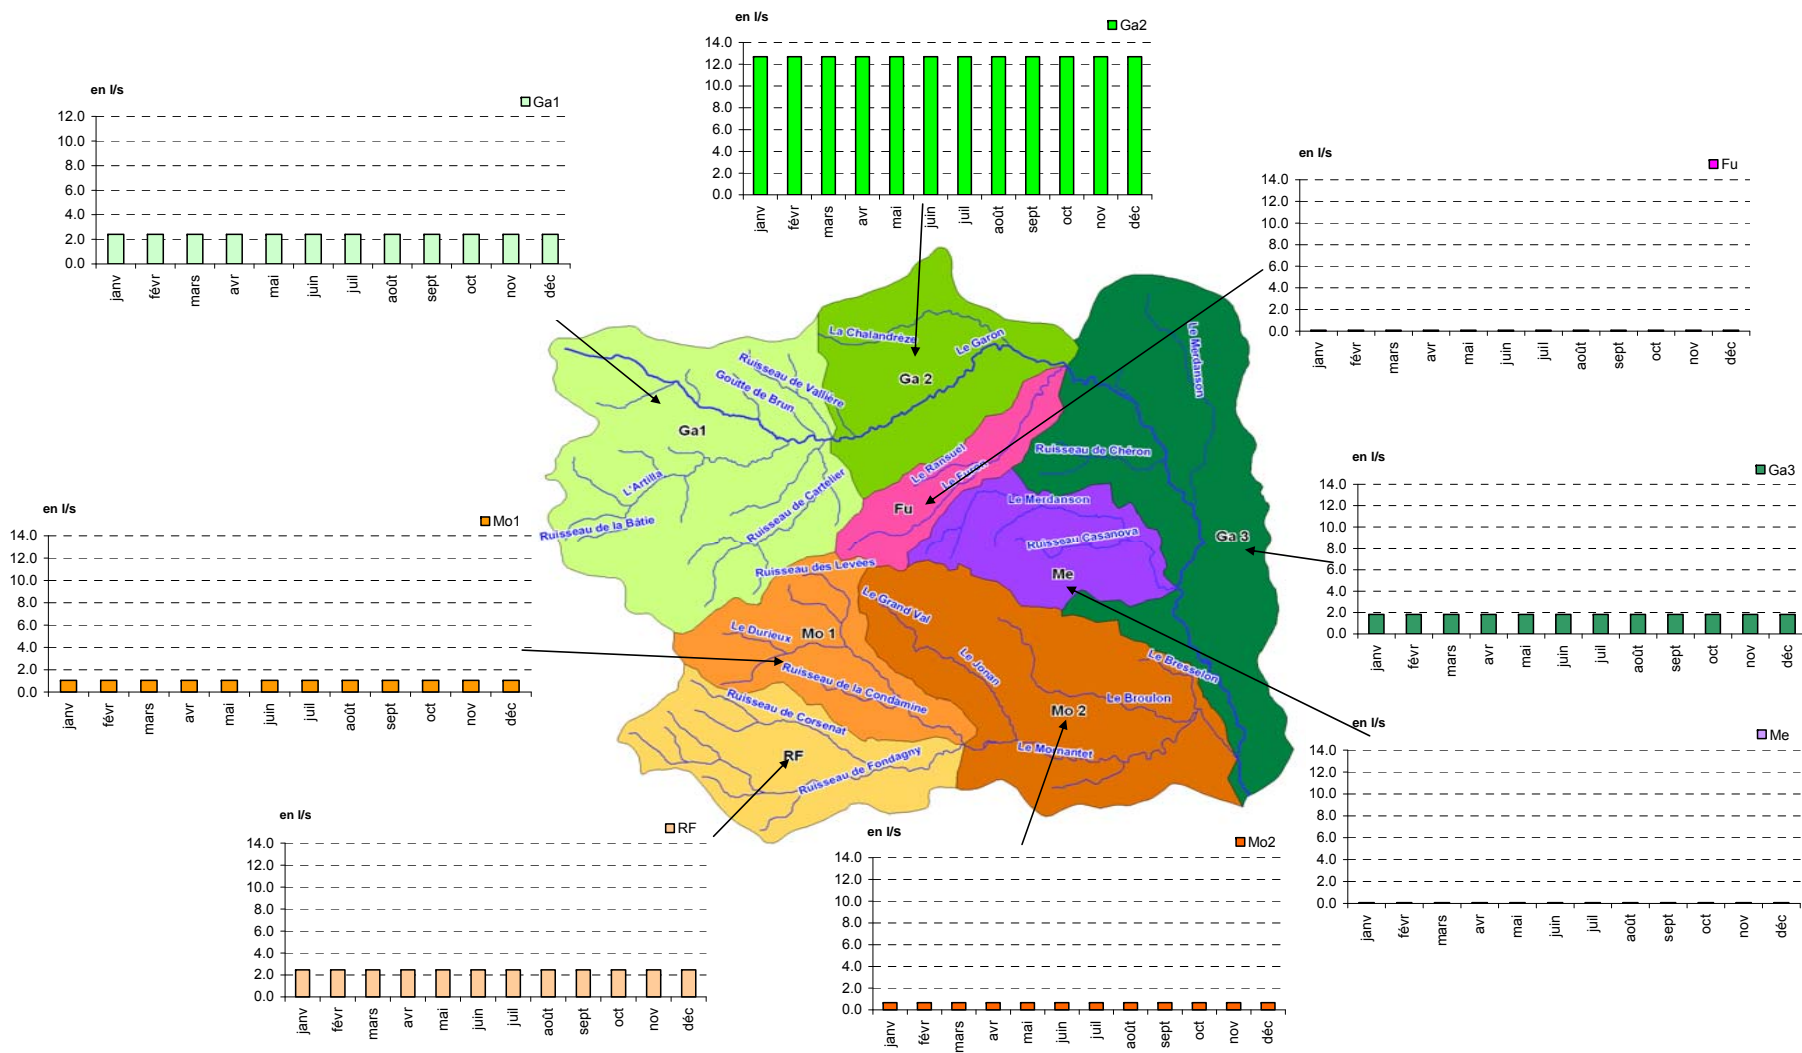 en l/s
Ga2
14.0
12.0
10.0
8.0
6.0
4.0
2.0
0.0
janv févr mars avr mai juin juil août sept oct nov déc
en l/s
Ga1
12.0
10.0
8.0
6.0
4.0
2.0
0.0
janv févr mars avr mai juin juil août sept oct nov déc
en l/s
Fu
14.0
12.0
10.0
8.0
6.0
4.0
2.0
0.0
janv févr mars avr mai juin juil août sept oct nov déc
La Chalandrèze
Le Garon
Le Merdanson
Ruisseau de Vallière
Goutte de Brun
Ga 2
Ga1
Le Ransuel
Le Furon
Ruisseau de Chéron
L'Artilla
Ruisseau de Cartelier
Ruisseau de la Bâtie
Fu
Le Merdanson
Ruisseau Casanova
Ga 3
Me
Ruisseau des Levées
Le Grand Val
Le Durieux
Mo 1
Le Jonan
Le Bresselon
Ruisseau de la Condamine
Le Broulon
Ruisseau de Corsenat
Mo 2
Le Mornantet
RF
Ruisseau de Fondagny
en l/s
Ga3
14.0
12.0
10.0
8.0
6.0
4.0
2.0
0.0
janv févr mars avr mai juin juil août sept oct nov déc
en l/s
Mo1
14.0
12.0
10.0
8.0
6.0
4.0
2.0
0.0
janv févr mars avr mai juin juil août sept oct nov déc
en l/s
Me
14.0
12.0
10.0
8.0
6.0
4.0
2.0
0.0
janv févr mars avr mai juin juil août sept oct nov déc
en l/s
RF
14.0
12.0
10.0
8.0
6.0
4.0
2.0
0.0
janv févr mars avr mai juin juil août sept oct nov déc
en l/s
Mo2
14.0
12.0
10.0
8.0
6.0
4.0
2.0
0.0
janv févr mars avr mai juin juil août sept oct nov déc